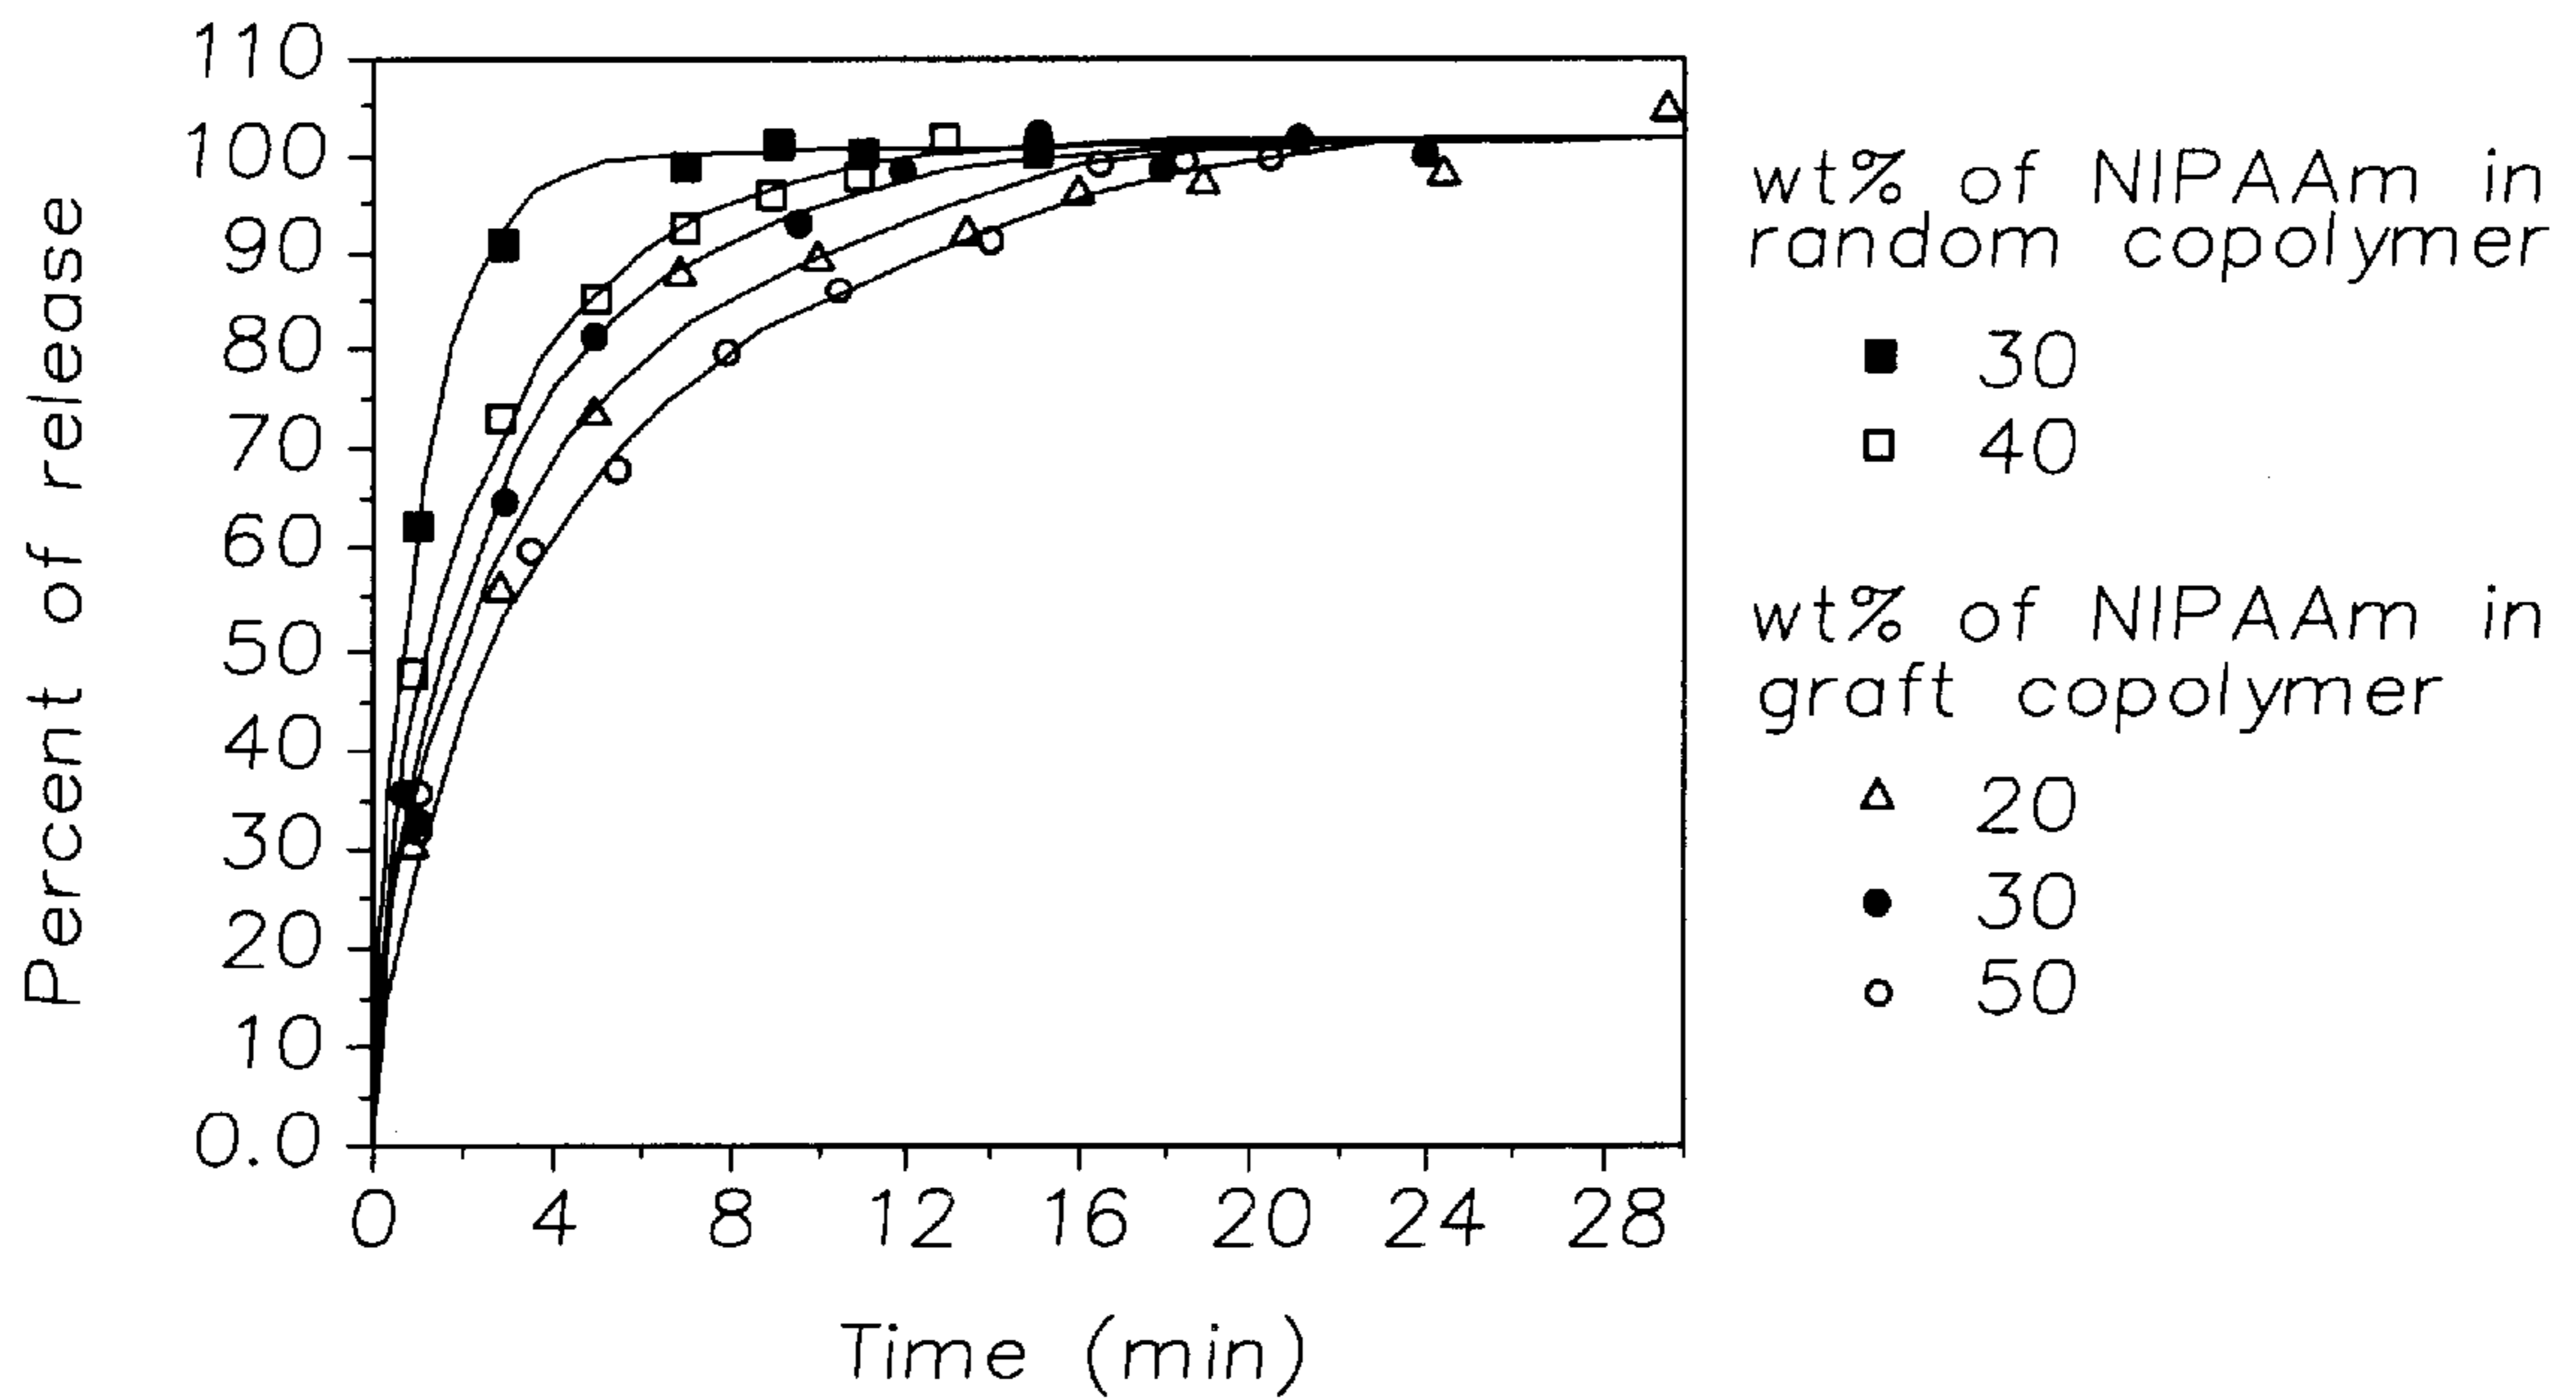 Percent of release
110
100
90
80
70
60
50
40
30
20
10
0.0
0 4 8 12 16 20 24 28
Time (min)
wt% of NIPAAm in
random copolymer
30
40
wt% of NIPAAm in
graft copolymer
20
30
50